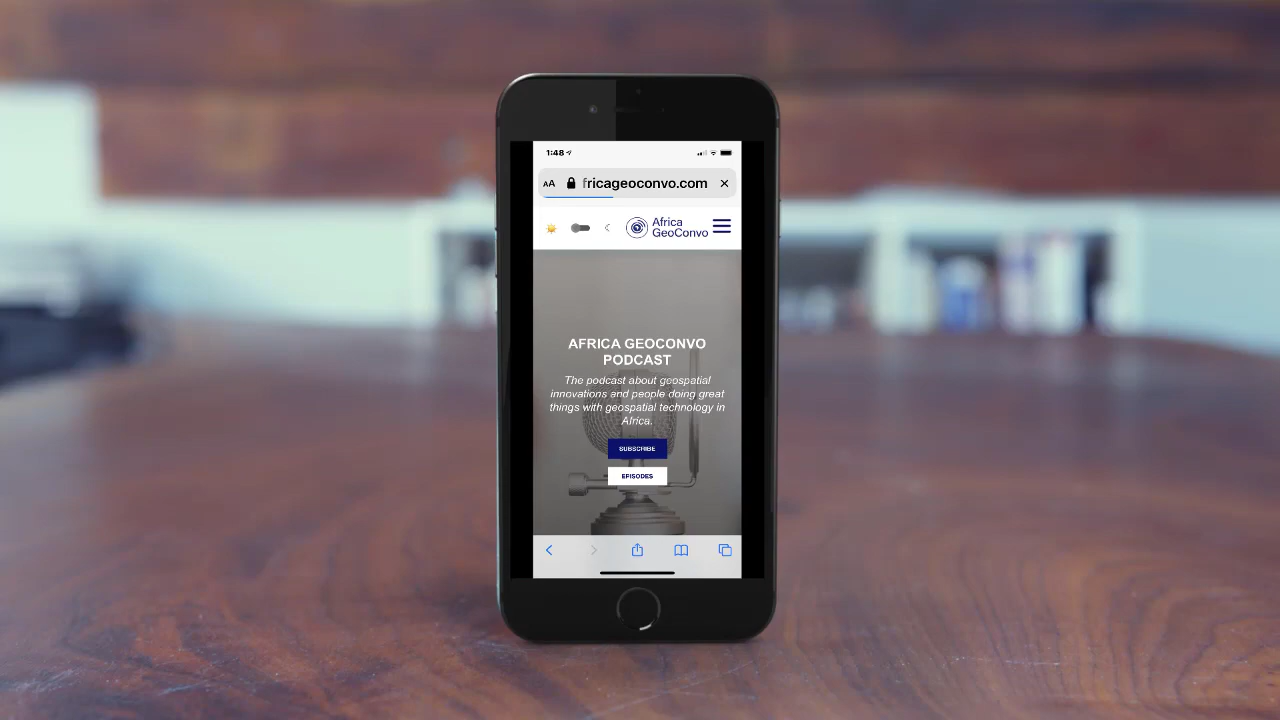 1:48
AA fricageoconvo.com
Africa
GeoConvo
AFRICA GEOCONVO
PODCAST
The podcast about geospatial
innovations and people doing great
things with geospatial technology in
Africa.
SUBSCRIBE
EPISODES